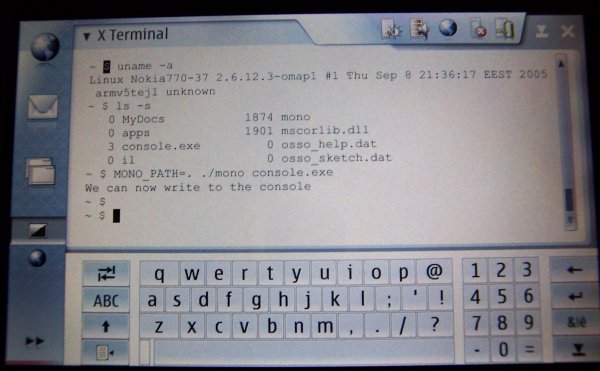 X Terminal
~ $ uname -a
Linux Nokia770-37 2.6.12.3-omap1 #1 Thu Sep 8 21:36:17 EEST 2005
armv5tejl unknown
~ $ ls -s
0 MyDocs 1874 mono
0 apps 1901 mscorlib.dll
3 console.exe 0 osso_help.dat
0 il 0 osso_sketch.dat
~ $ MONO_PATH=. ./mono console.exe
We can now write to the console
~ $
~ $
q w e r t y u i o p @ 1 2 3
ABC a s d f g h j k l ; ' ! 4 5 6
z x c v b n m , . / ? 7 8 9 &ié
- 0 =